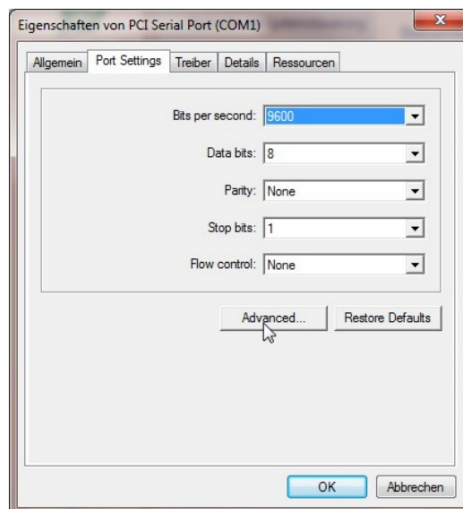 Eigenschaften von PCI Serial Port (COM1)
Allgemein Port Settings Treiber Details Ressourcen
Bits per second: 9600
Data bits: 8
Parity: None
Stop bits: 1
Flow control: None
Advanced... Restore Defaults
OK Abbrechen